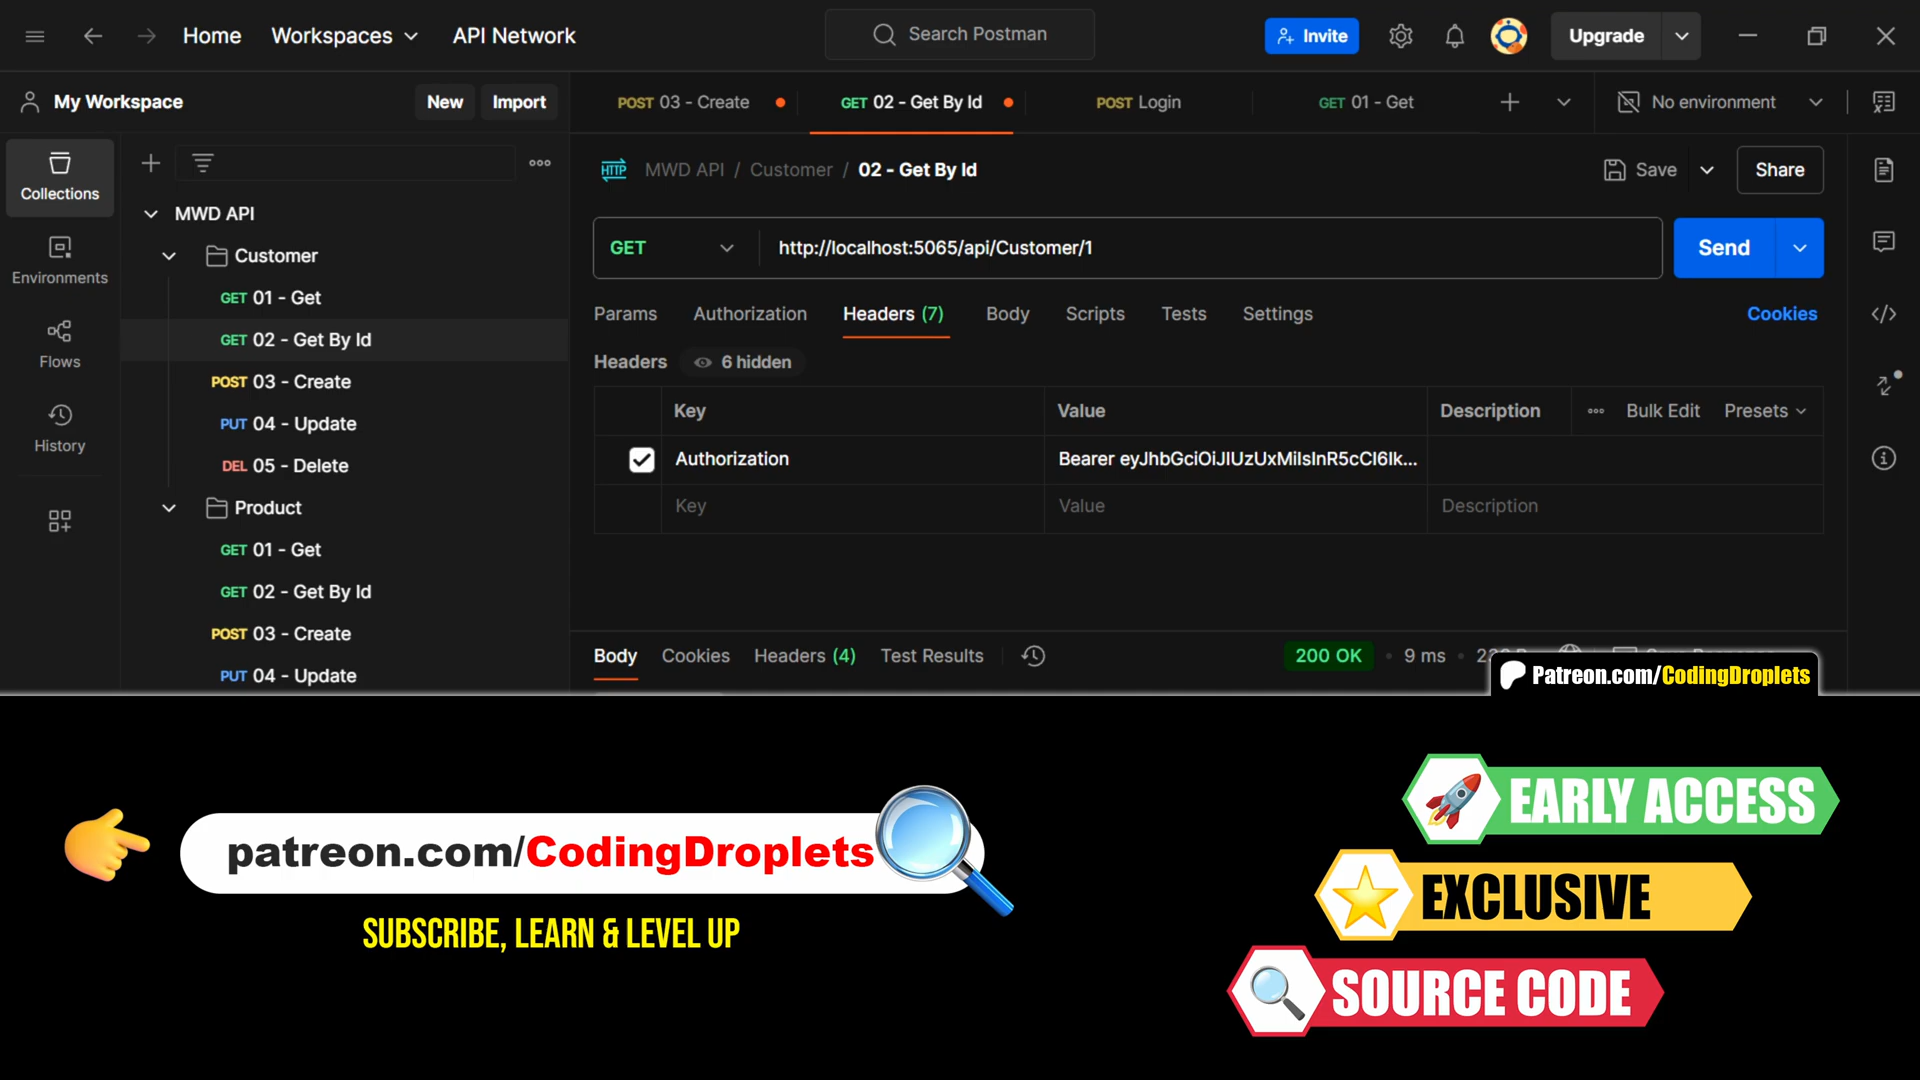 Home Workspaces API Network
Search Postman
Invite
Upgrade
My Workspace
New Import
POST 03 - Create
GET 02 - Get By Id
POST Login
GET 01 - Get
No environment
Collections
Environments
Flows
History
MWD API
Customer
GET 01 - Get
GET 02 - Get By Id
POST 03 - Create
PUT 04 - Update
DEL 05 - Delete
Product
GET 01 - Get
GET 02 - Get By Id
POST 03 - Create
PUT 04 - Update
HTTP MWD API / Customer / 02 - Get By Id
Save Share
GET http://localhost:5065/api/Customer/1
Send
Params Authorization Headers (7) Body Scripts Tests Settings Cookies
Headers 6 hidden
Key Value Description Bulk Edit Presets
Authorization Bearer eyJhbGciOiJIUzUxMiIsInR5cCI6Ik...
Key Value Description
Body Cookies Headers (4) Test Results
200 OK • 9 ms •
Patreon.com/CodingDroplets
patreon.com/CodingDroplets
SUBSCRIBE, LEARN & LEVEL UP
EARLY ACCESS
EXCLUSIVE
SOURCE CODE